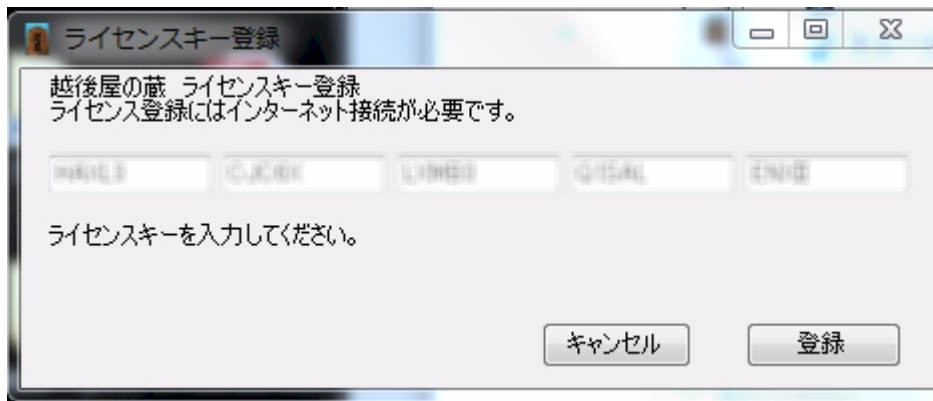 ライセンスキー登録
越後屋の蔵 ライセンスキー登録
ライセンス登録にはインターネット接続が必要です。
ライセンスキーを入力してください。
キャンセル 登録